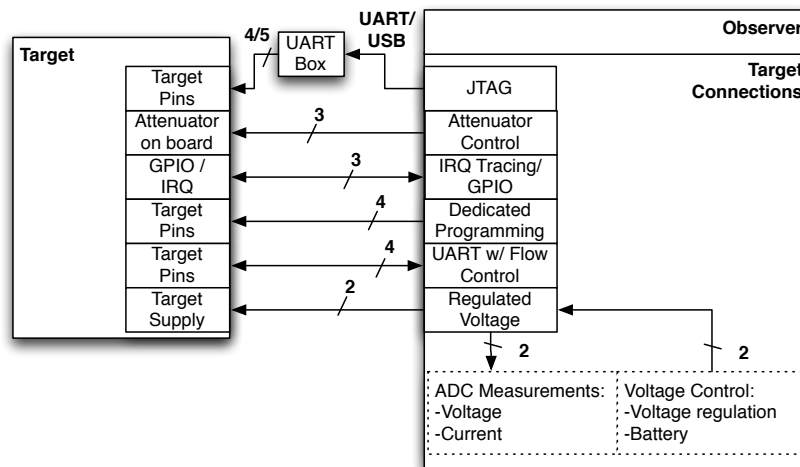 UART/
USB
Observer
4/5
UART
Box
Target
Target
Connections
Target
Pins
JTAG
Attenuator
on board
3
Attenuator
Control
GPIO /
IRQ
3
IRQ Tracing/
GPIO
Target
Pins
4
Dedicated
Programming
Target
Pins
4
UART w/ Flow
Control
Target
Supply
2
Regulated
Voltage
2
2
ADC Measurements:
-Voltage
-Current
Voltage Control:
-Voltage regulation
-Battery